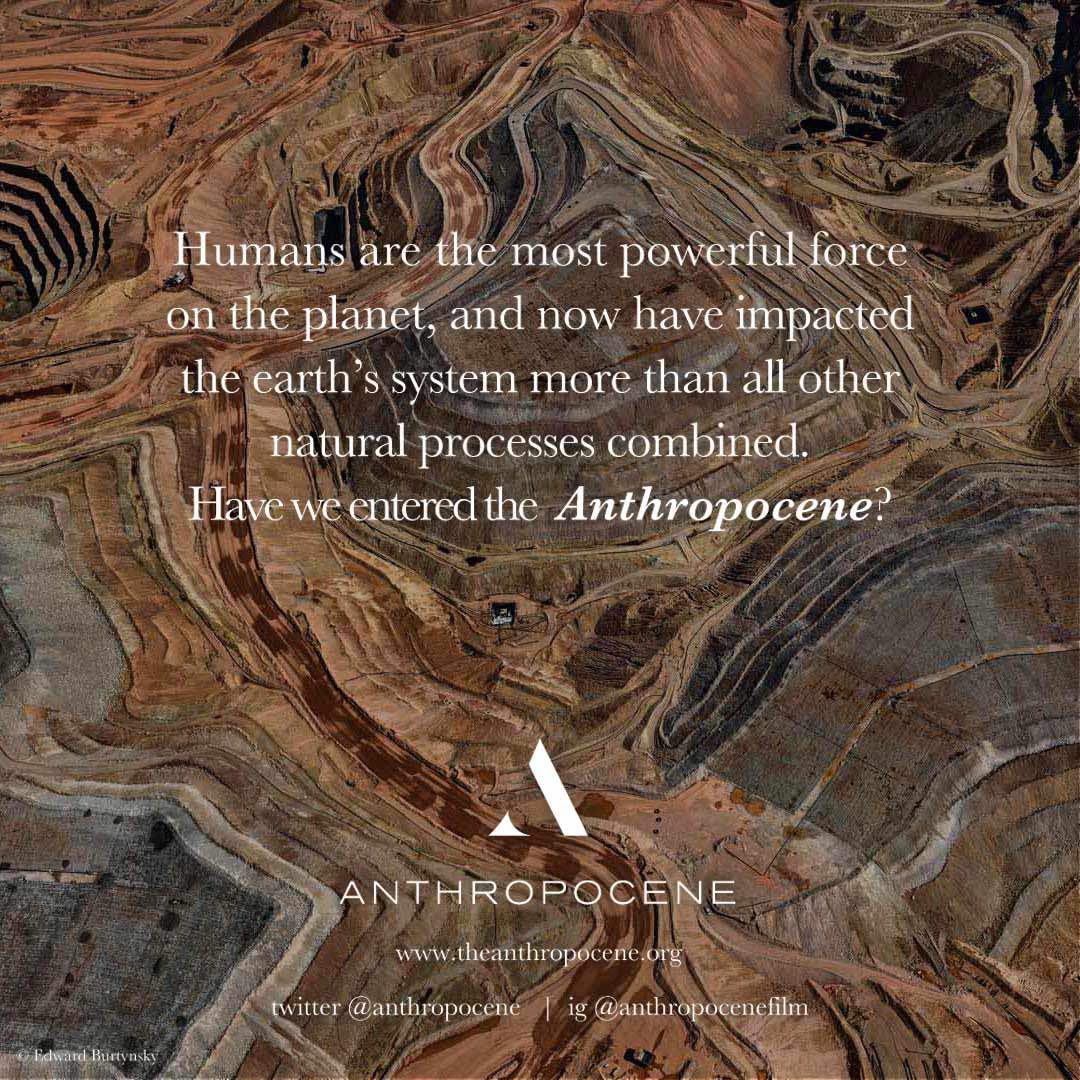 Humans are the most powerful force
on the planet, and now have impacted
the earth’s system more than all other
natural processes combined.
Have we entered the Anthropocene?
ANTHROPOCENE
www.theanthropocene.org
twitter @anthropocene | ig @anthropocenefilm
© Edward Burtynsky